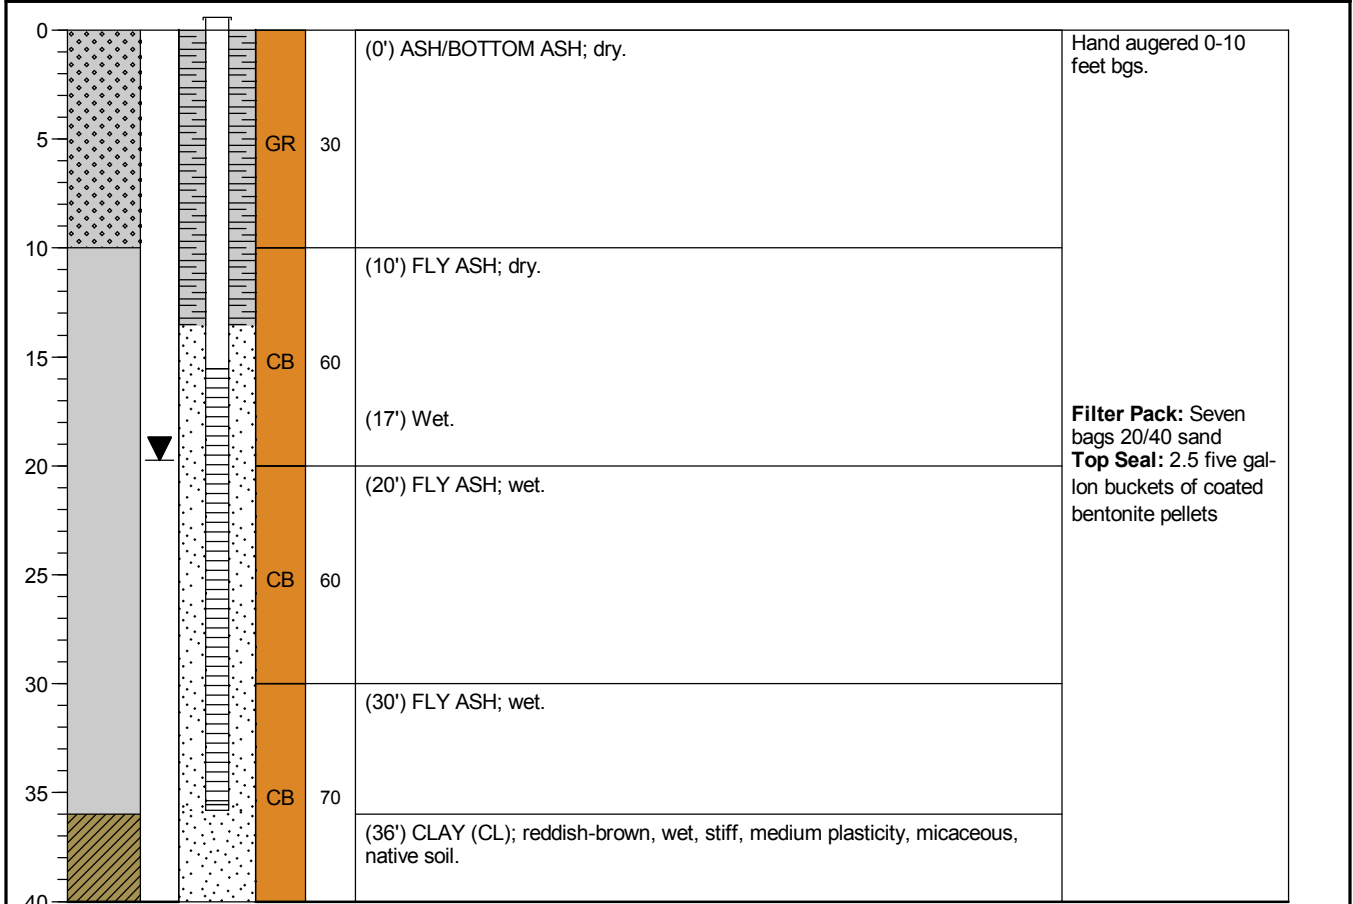 0
(0') ASH/BOTTOM ASH; dry.
Hand augered 0-10
feet bgs.
5
GR 30
10
(10') FLY ASH; dry.
15
CB 60
(17') Wet.
Filter Pack: Seven
bags 20/40 sand
Top Seal: 2.5 five gal-
lon buckets of coated
bentonite pellets
20
(20') FLY ASH; wet.
25
CB 60
30
(30') FLY ASH; wet.
35
CB 70
(36') CLAY (CL); reddish-brown, wet, stiff, medium plasticity, micaceous,
native soil.
40